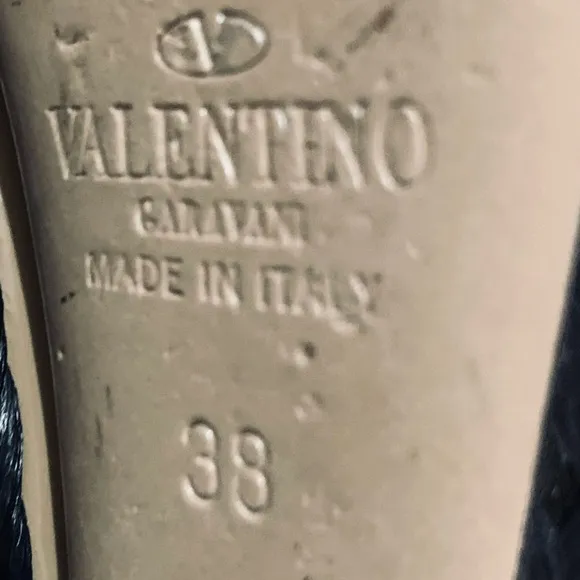 V
VALENTINO
GARAVANI
MADE IN ITALY
38